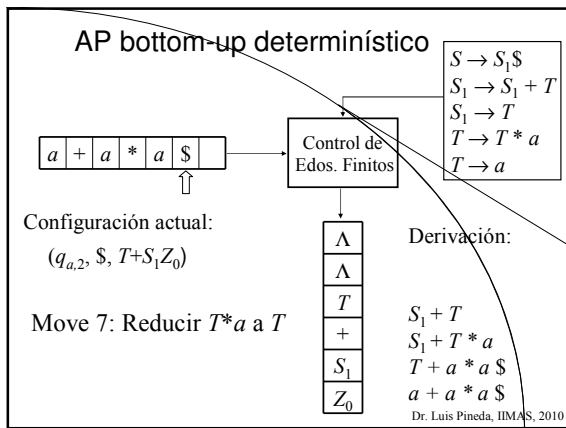 AP bottom-up determinístico
S → S₁$
S₁ → S₁ + T
S₁ → T
T → T * a
T → a
a + a * a $
Control de
Edos. Finitos
Configuración actual:
(qₐ,₂, $, T+S₁Z₀)
Move 7: Reducir T*a a T
Λ
Λ
T
+
S₁
Z₀
Derivación:
S₁ + T
S₁ + T * a
T + a * a $
a + a * a $
Dr. Luis Pineda, IIMAS, 2010